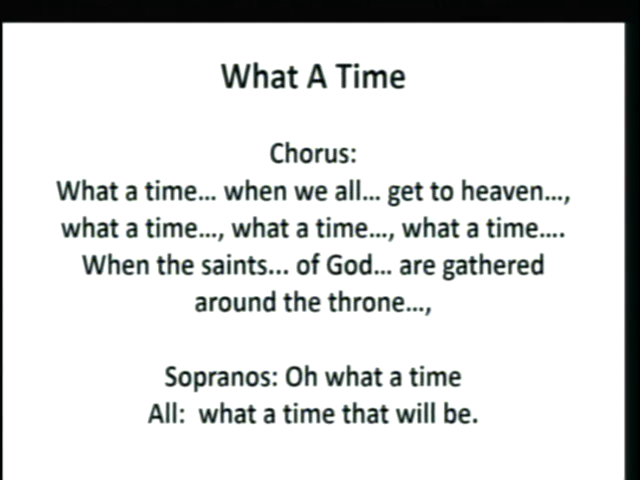 What A Time
Chorus:
What a time... when we all... get to heaven...,
what a time..., what a time..., what a time....
When the saints... of God... are gathered
around the throne...,
Sopranos: Oh what a time
All:  what a time that will be.